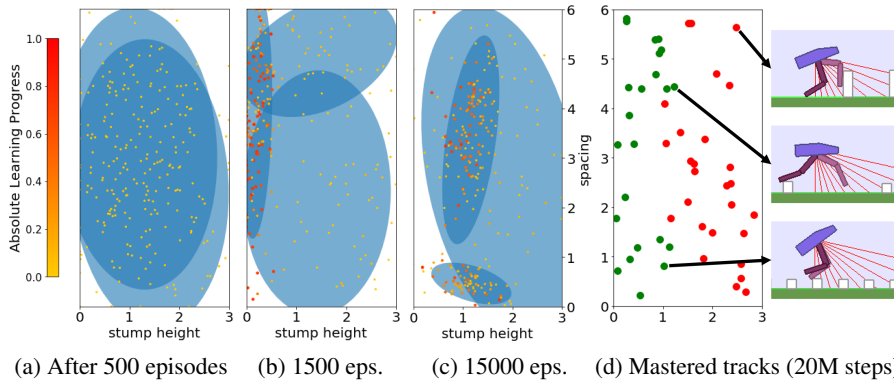 Absolute Learning Progress
1.0
0.8
0.6
0.4
0.2
0.0
0 1 2 3
stump height
0 1 2 3
stump height
0 1 2 3
stump height
6
5
4
3
2
1
0
spacing
6
5
4
3
2
1
0
0 1 2 3
(a) After 500 episodes (b) 1500 eps. (c) 15000 eps. (d) Mastered tracks (20M steps)